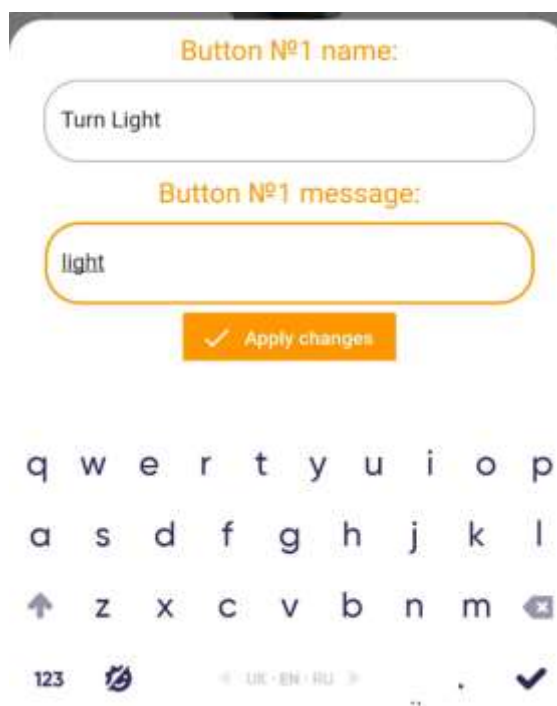 Button №1 name:
Turn Light
Button №1 message:
light
Apply changes
q w e r t y u i o p
a s d f g h j k l
z x c v b n m
123 UK · EN · RU .